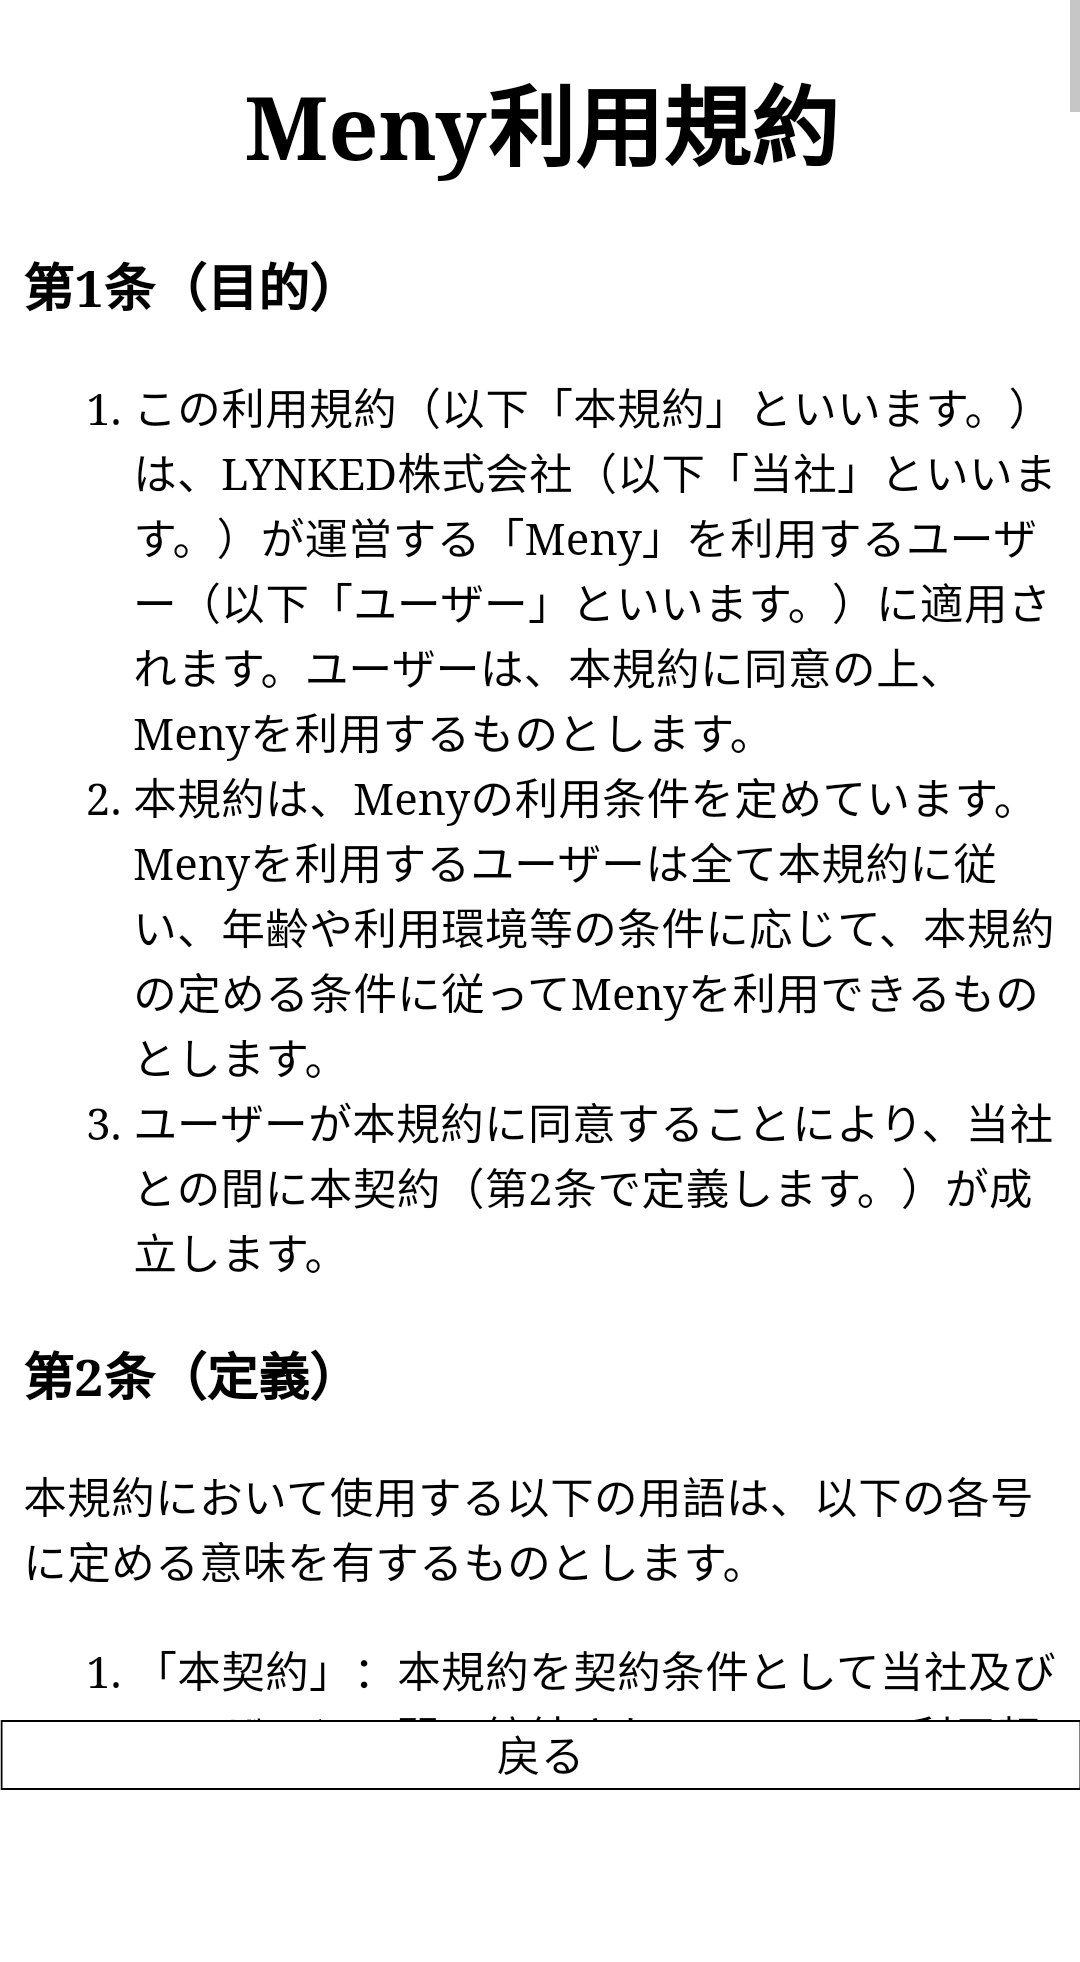 Meny利用規約
第1条（目的）
1. この利用規約（以下「本規約」といいます。）
は、LYNKED株式会社（以下「当社」といいま
す。）が運営する「Meny」を利用するユーザ
ー（以下「ユーザー」といいます。）に適用さ
れます。ユーザーは、本規約に同意の上、
Menyを利用するものとします。
2. 本規約は、Menyの利用条件を定めています。
Menyを利用するユーザーは全て本規約に従
い、年齢や利用環境等の条件に応じて、本規約
の定める条件に従ってMenyを利用できるもの
とします。
3. ユーザーが本規約に同意することにより、当社
との間に本契約（第2条で定義します。）が成
立します。
第2条（定義）
本規約において使用する以下の用語は、以下の各号
に定める意味を有するものとします。
1. 「本契約」：本規約を契約条件として当社及び
戻る